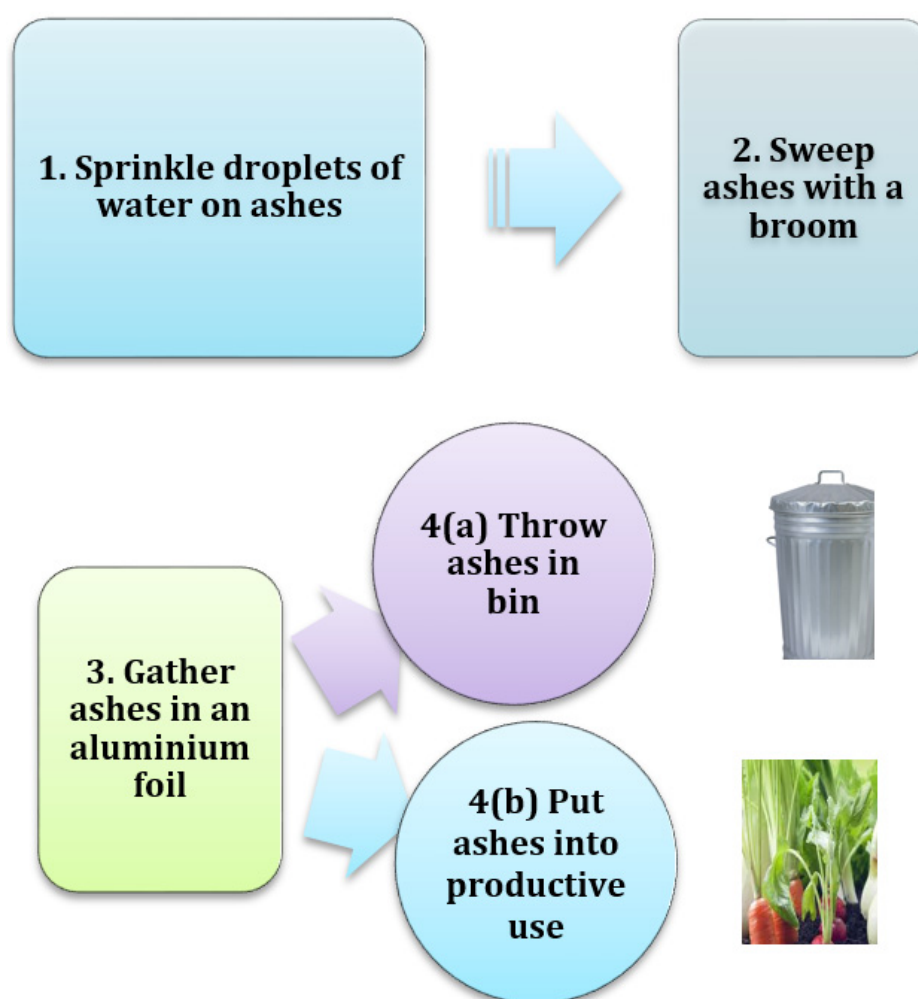 1. Sprinkle droplets of
water on ashes
2. Sweep
ashes with a
broom
4(a) Throw
ashes in
bin
3. Gather
ashes in an
aluminium
foil
4(b) Put
ashes into
productive
use